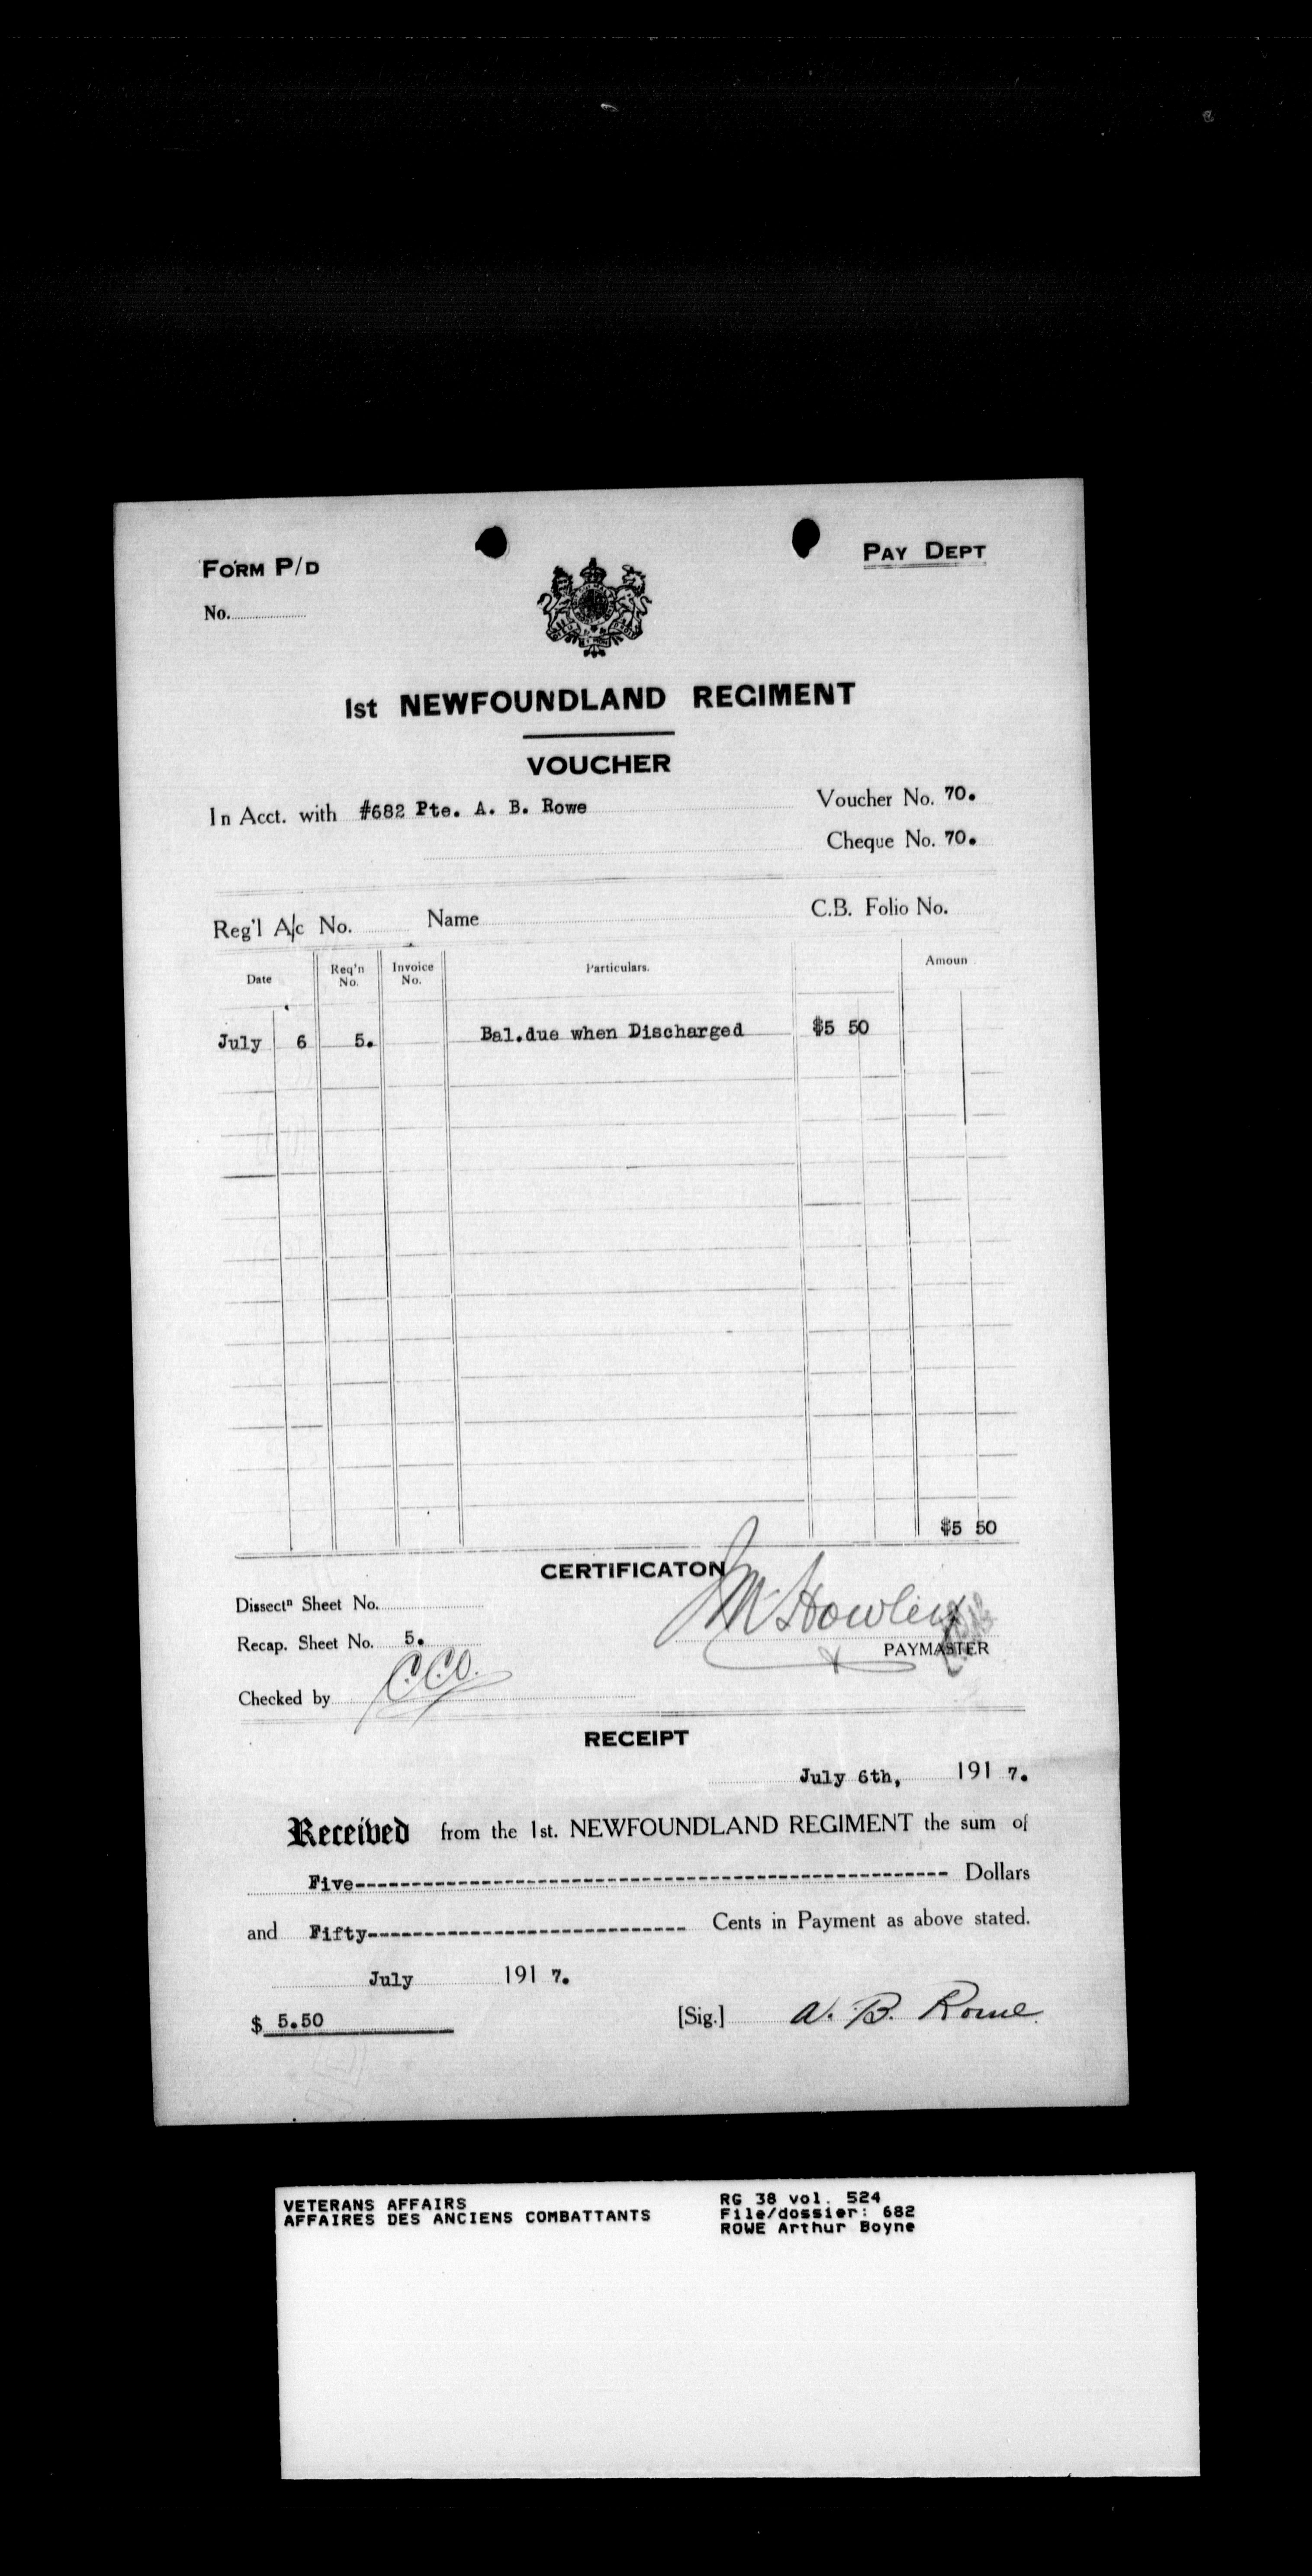 FORM P/D
PAY DEPT
No.
1st NEWFOUNDLAND REGIMENT
VOUCHER
In Acct. with #682 Pte. A. B. Rowe
Voucher No. 70.
Cheque No. 70.
Reg'l A/c No. Name C.B. Folio No.
Date Req'n No. Invoice No. Particulars. Amoun
July 6 5. Bal.due when Discharged $5 50
$5 50
CERTIFICATON
Dissectn Sheet No.
Howley
Recap. Sheet No. 5.
PAYMASTER
Checked by
RECEIPT
July 6th, 191 7.
Received from the 1st. NEWFOUNDLAND REGIMENT the sum of
Five---------------------------------------------------- Dollars
and Fifty---------------------------- Cents in Payment as above stated.
July 191 7.
$ 5.50 [Sig.] A. B. Rowe.
VETERANS AFFAIRS
AFFAIRES DES ANCIENS COMBATTANTS
RG 38 vol. 524
File/dossier: 682
ROWE Arthur Boyne